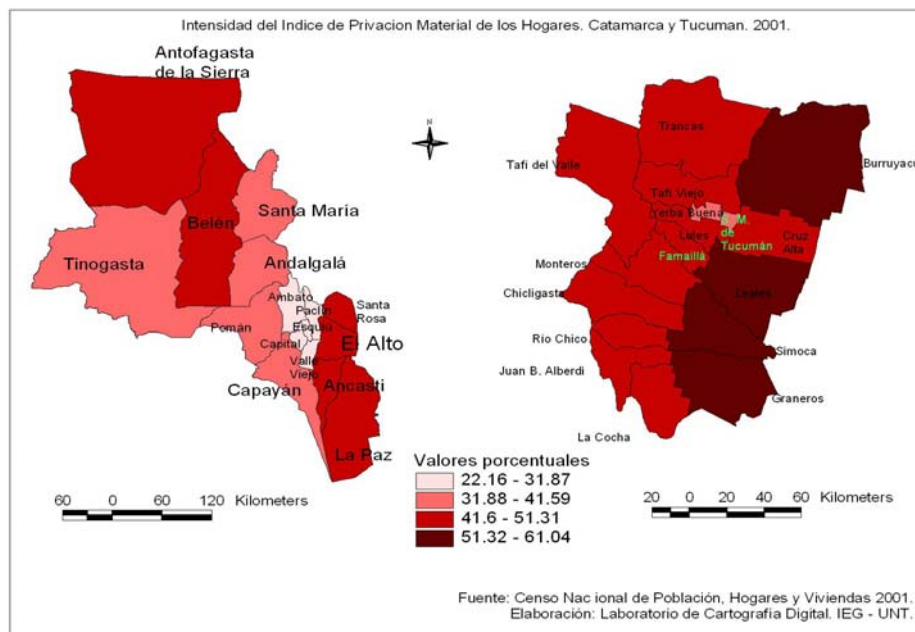 Intensidad del Indice de Privacion Material de los Hogares. Catamarca y Tucuman. 2001.
Antofagasta
de la Sierra
N
Trancas
Burruyacu
Tafi del Valle
Tafi Viejo
Yerba Buena
S. M.
de
Tucumán
Lules
Cruz
Alta
Famaillá
Belén
Santa María
Tinogasta
Andalgalá
Monteros
Leales
Chicligasta
Ambato
Paclín
Santa
Rosa
Pomán
Esquiú
El Alto
Capital
Río Chico
Simoca
Valle
Viejo
Juan B. Alberdi
Capayán
Ancasti
Graneros
La Cocha
La Paz
Valores porcentuales
22.16 - 31.87
31.88 - 41.59
41.6 - 51.31
51.32 - 61.04
60 0 60 120 Kilometers
20 0 20 40 60 Kilometers
Fuente: Censo Nac ional de Población, Hogares y Viviendas 2001.
Elaboración: Laboratorio de Cartografía Digital. IEG - UNT.